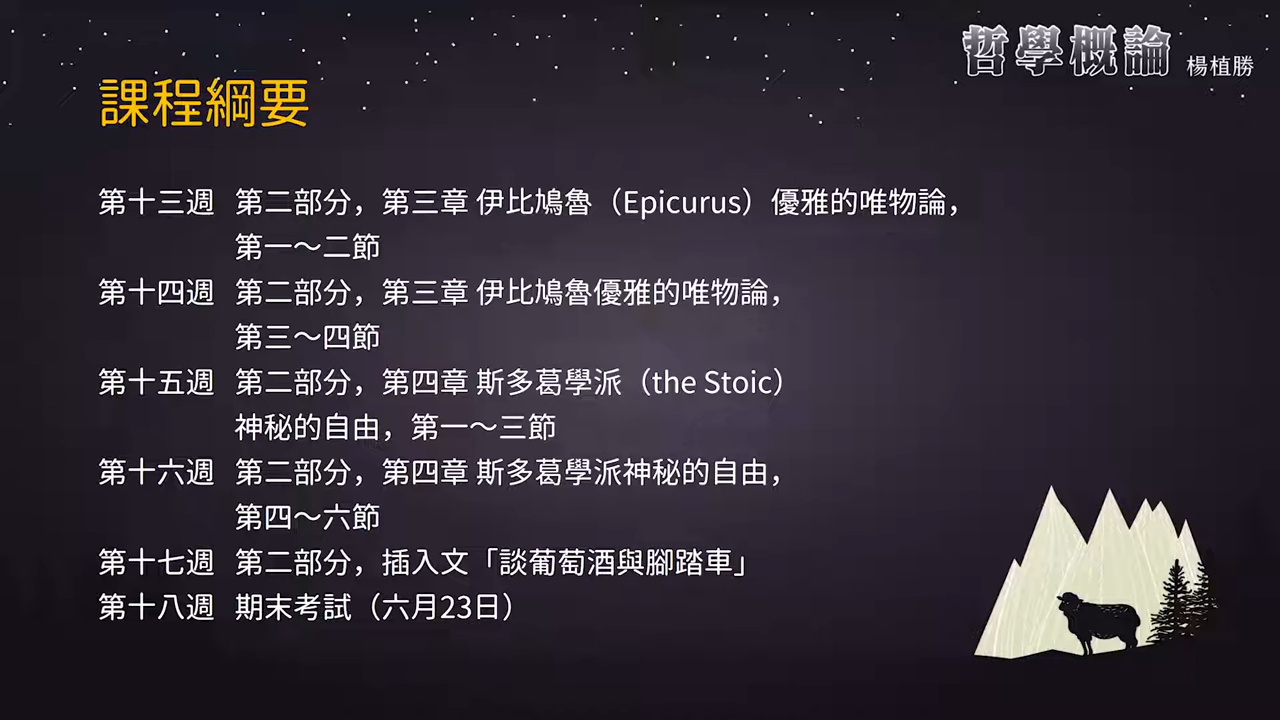 哲學概論 楊植勝
課程綱要
第十三週 第二部分，第三章 伊比鳩魯（Epicurus）優雅的唯物論，
第一～二節
第十四週 第二部分，第三章 伊比鳩魯優雅的唯物論，
第三～四節
第十五週 第二部分，第四章 斯多葛學派（the Stoic）
神秘的自由，第一～三節
第十六週 第二部分，第四章 斯多葛學派神秘的自由，
第四～六節
第十七週 第二部分，插入文「談葡萄酒與腳踏車」
第十八週 期末考試（六月23日）